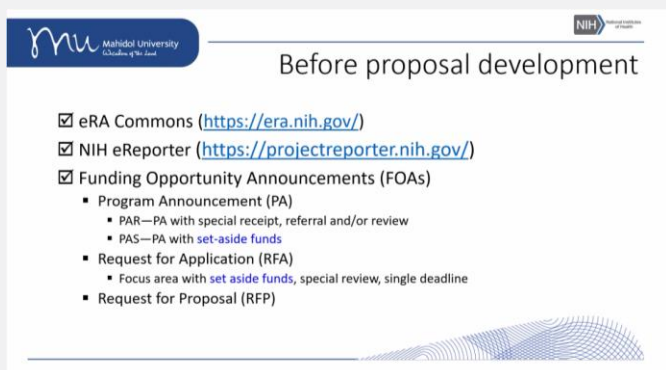 Mahidol University
Wisdom of the Land
NIH National Institutes of Health
Before proposal development
eRA Commons (https://era.nih.gov/)
NIH eReporter (https://projectreporter.nih.gov/)
Funding Opportunity Announcements (FOAs)
Program Announcement (PA)
PAR—PA with special receipt, referral and/or review
PAS—PA with set-aside funds
Request for Application (RFA)
Focus area with set aside funds, special review, single deadline
Request for Proposal (RFP)